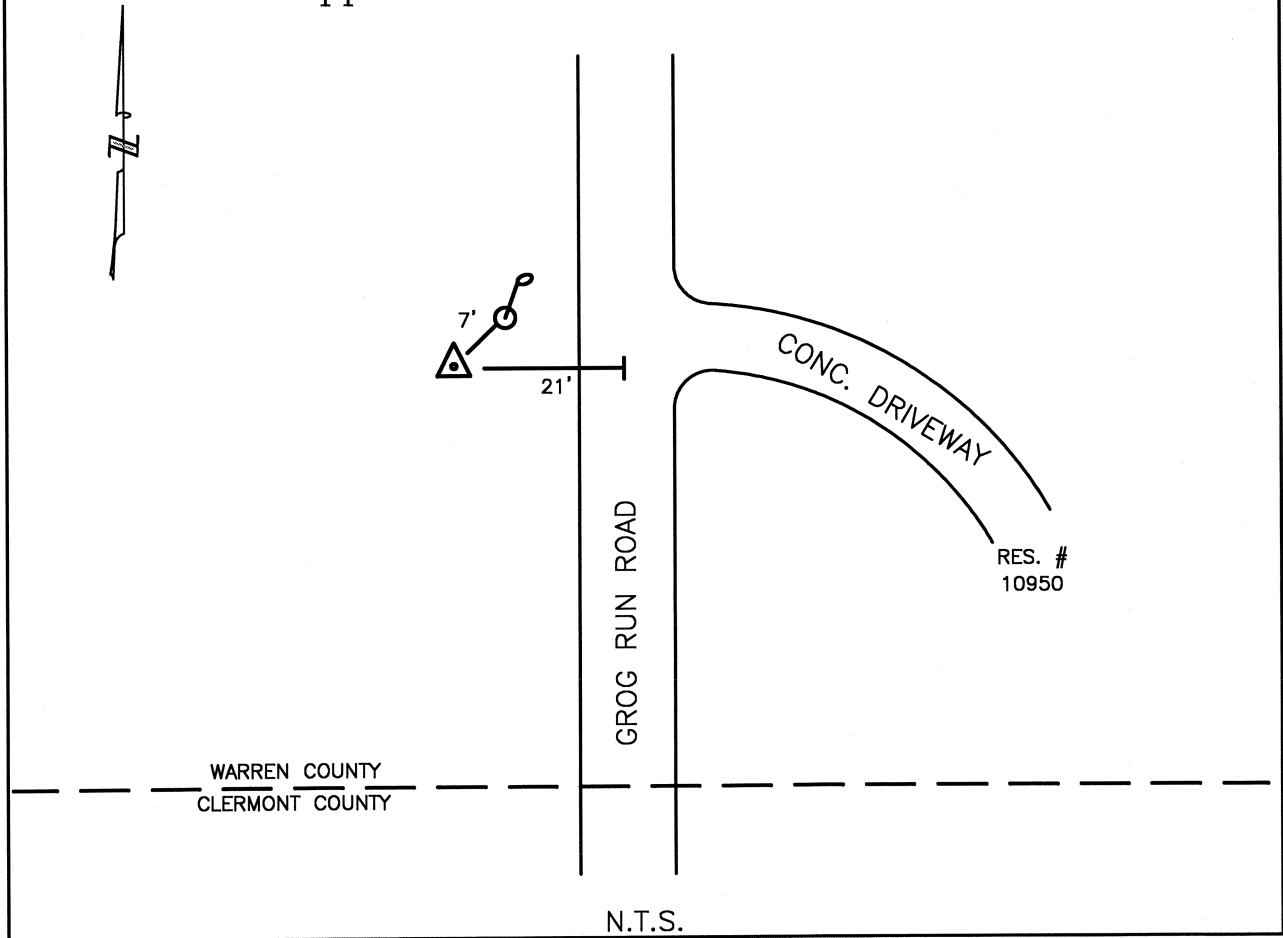 N
7'
21'
CONC. DRIVEWAY
GROG RUN ROAD
RES. #
10950
WARREN COUNTY
CLERMONT COUNTY
N.T.S.